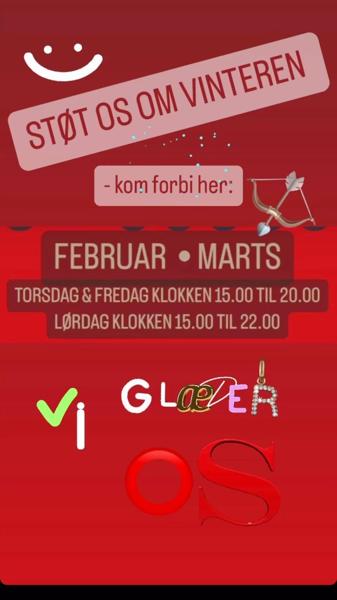 STØT OS OM VINTEREN
- kom forbi her:
FEBRUAR • MARTS
TORSDAG & FREDAG KLOKKEN 15.00 TIL 20.00
LØRDAG KLOKKEN 15.00 TIL 22.00
Vi GLæDER
OS